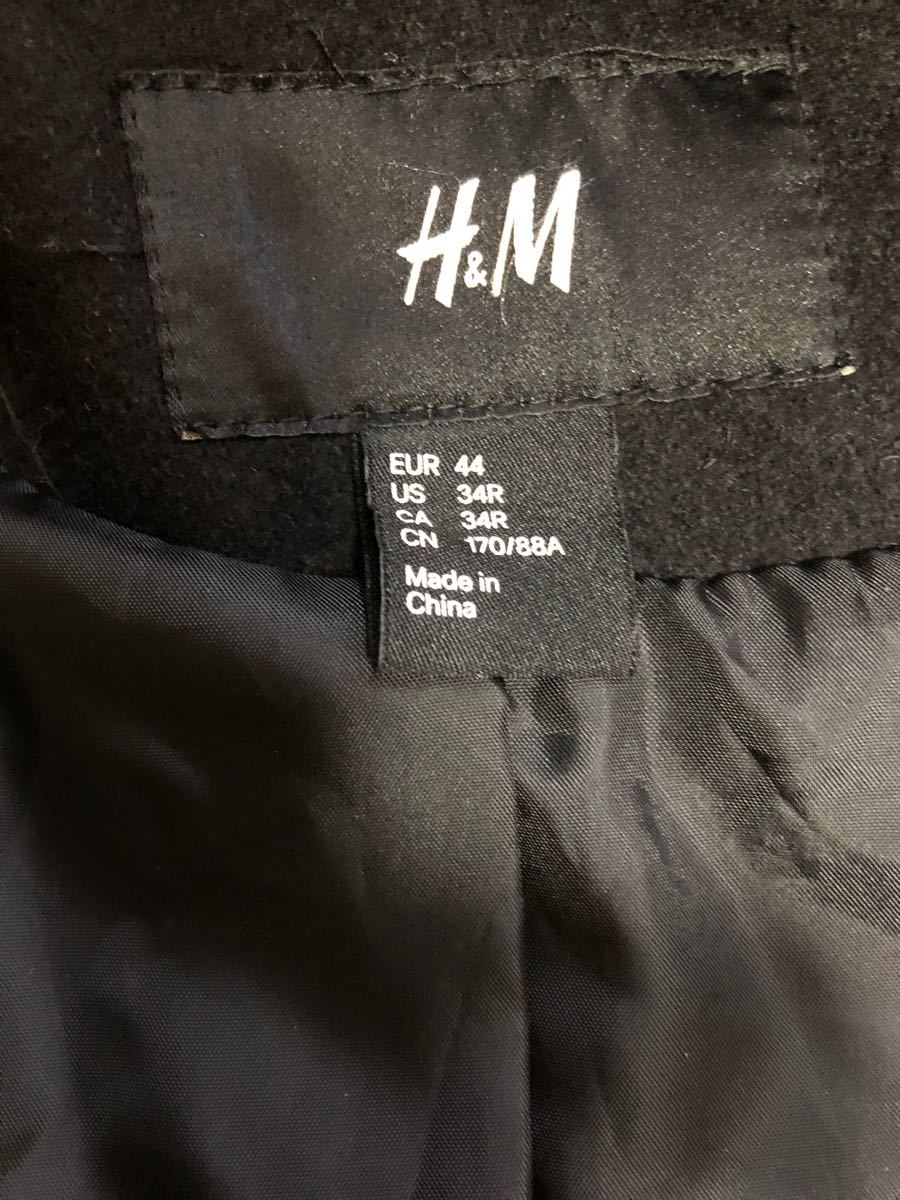 H&M
EUR 44
US 34R
CA 34R
CN 170/88A
Made in
China